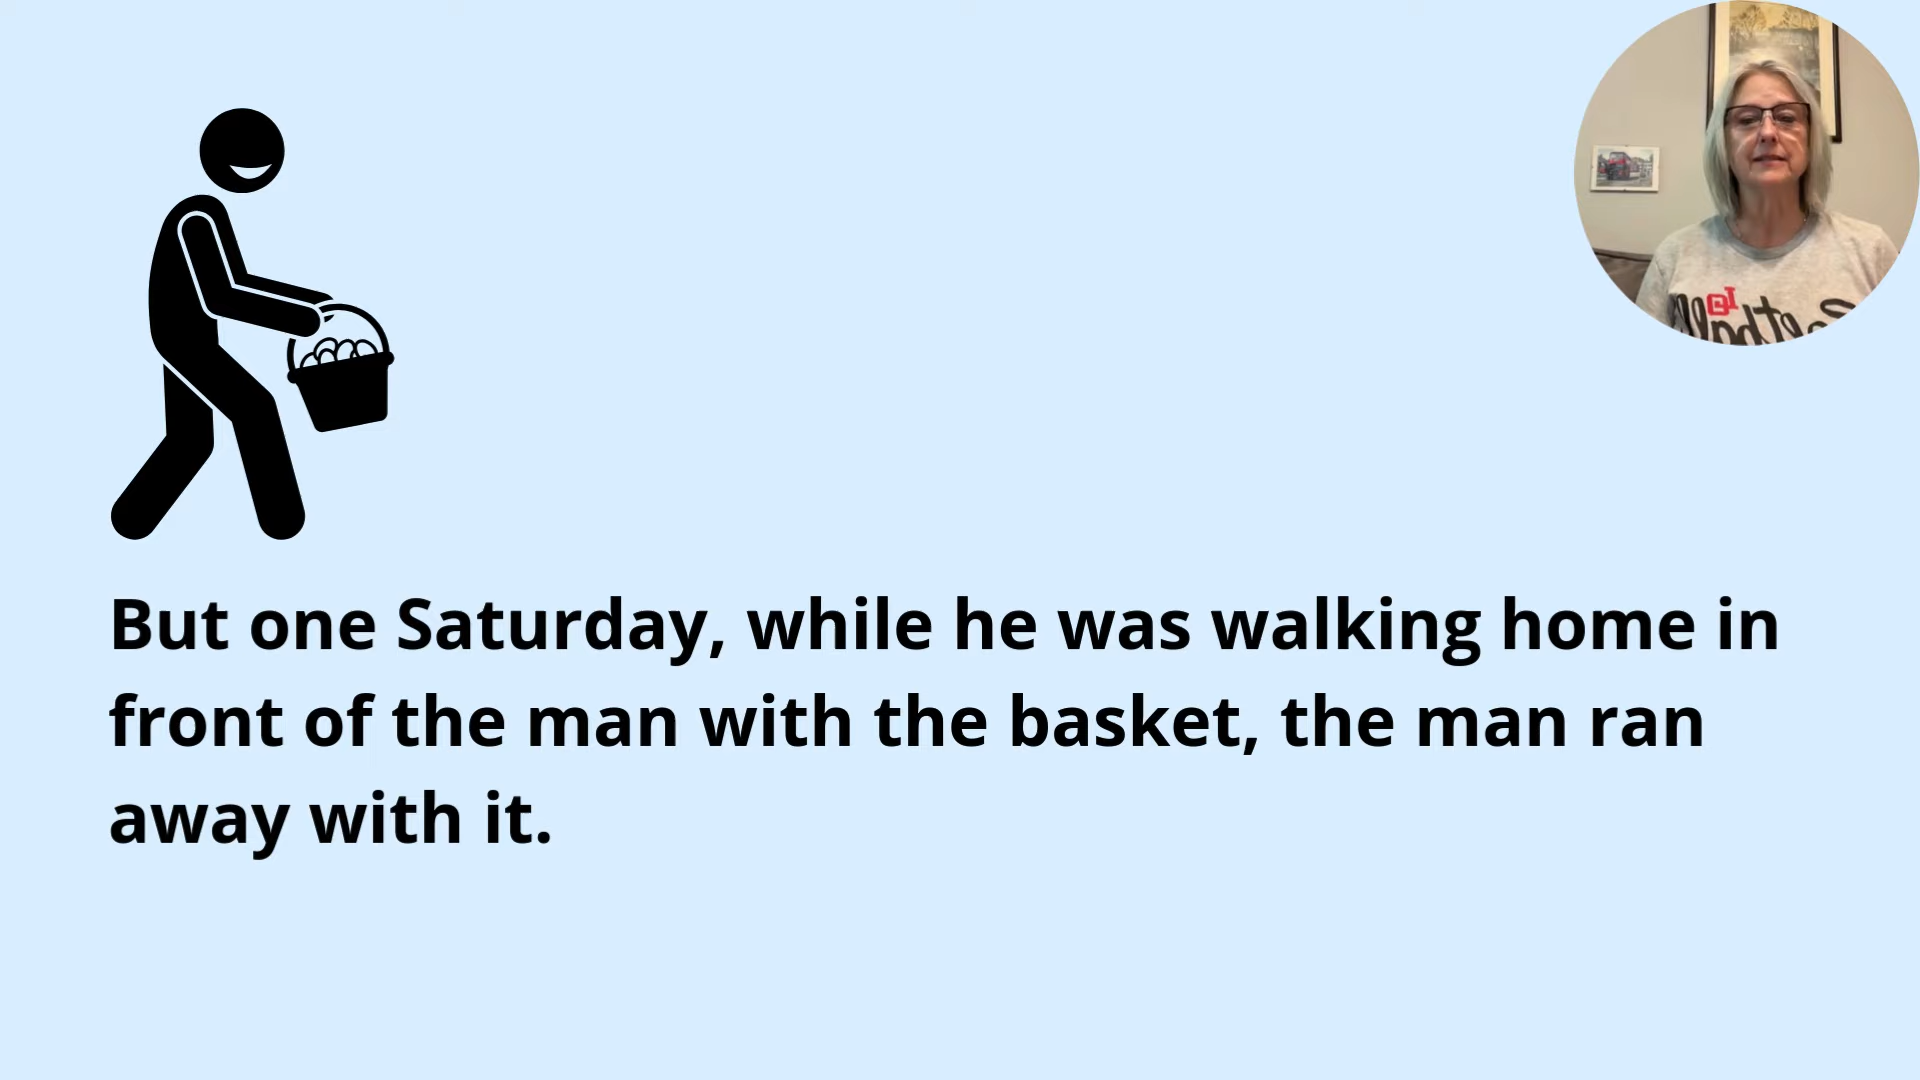 But one Saturday, while he was walking home in
front of the man with the basket, the man ran
away with it.